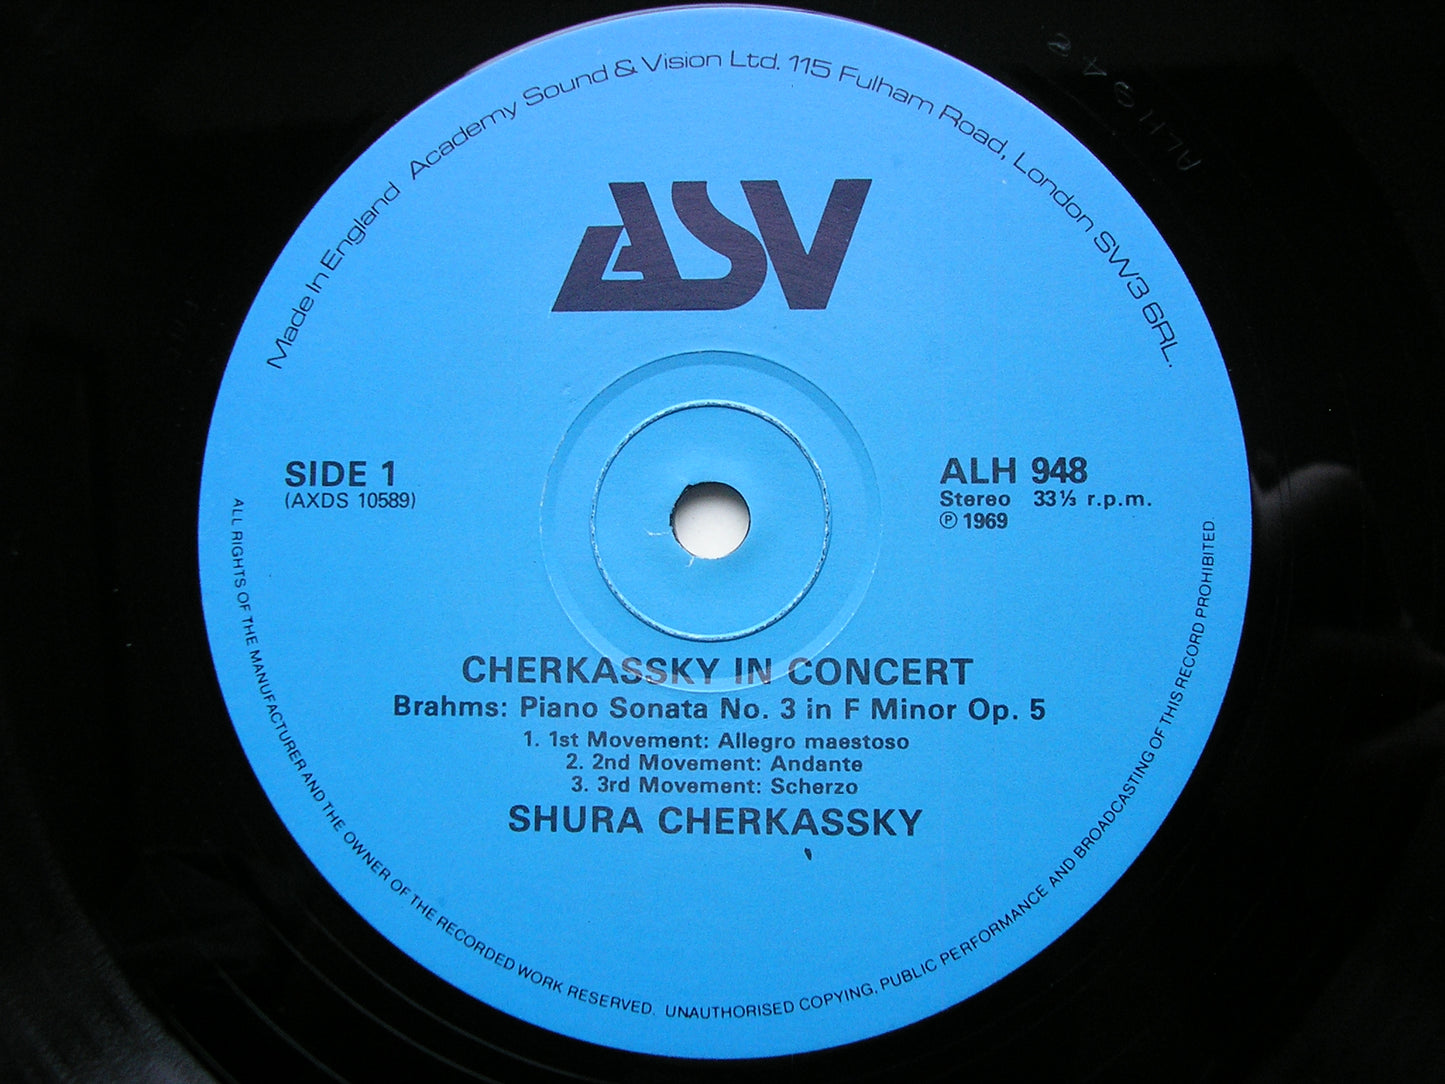 Made In England Academy Sound & Vision Ltd. 115 Fulham Road, London SW3 6RL.
ASV
SIDE 1
(AXDS 10589)
ALH 948
Stereo 33⅓ r.p.m.
℗ 1969
CHERKASSKY IN CONCERT
Brahms: Piano Sonata No. 3 in F Minor Op. 5
1. 1st Movement: Allegro maestoso
2. 2nd Movement: Andante
3. 3rd Movement: Scherzo
SHURA CHERKASSKY
ALL RIGHTS OF THE MANUFACTURER AND THE OWNER OF THE RECORDED WORK RESERVED. UNAUTHORISED COPYING, PUBLIC PERFORMANCE AND BROADCASTING OF THIS RECORD PROHIBITED.
ALH 948